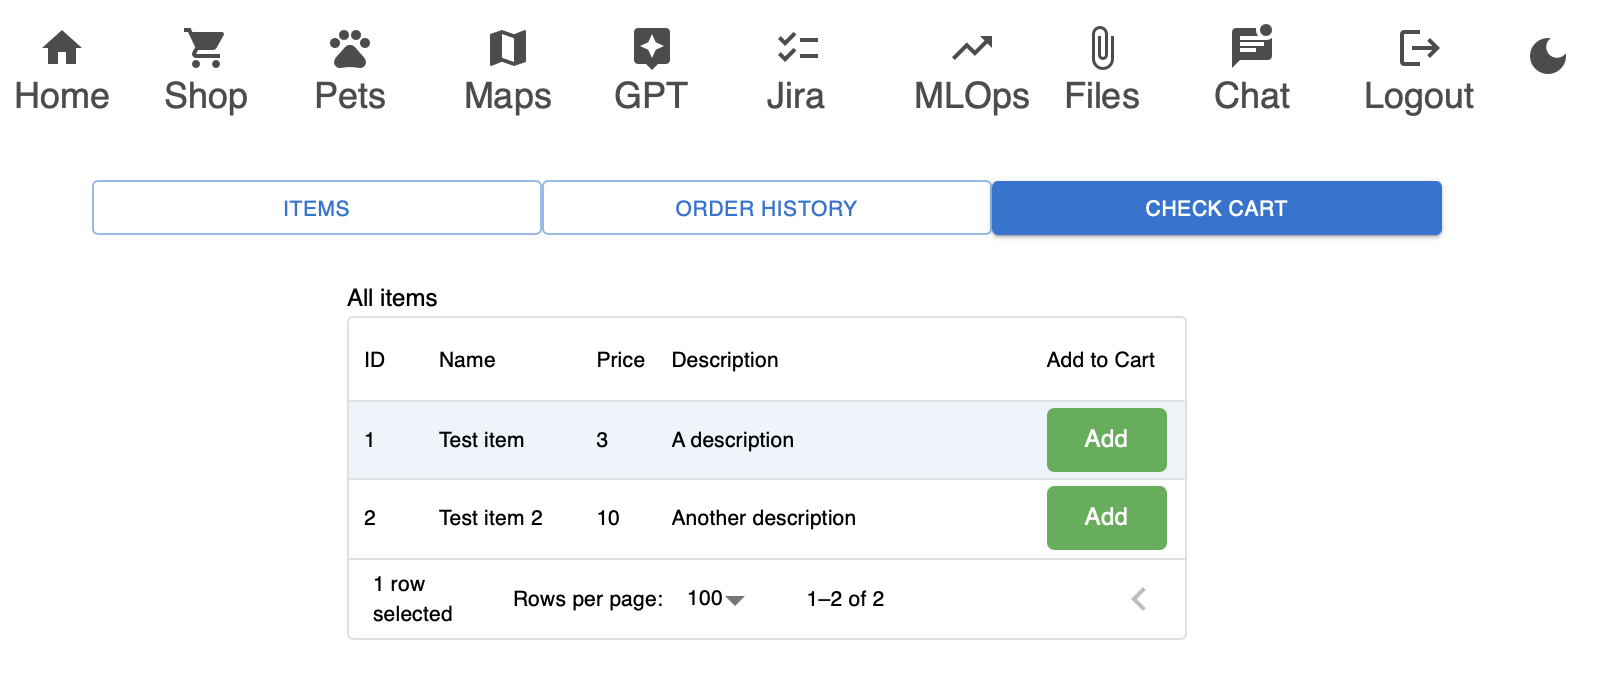 Home Shop Pets Maps GPT Jira MLOps Files Chat Logout
ITEMS ORDER HISTORY CHECK CART
All items
ID Name Price Description Add to Cart
1 Test item 3 A description Add
2 Test item 2 10 Another description Add
1 row
selected
Rows per page: 100 1–2 of 2